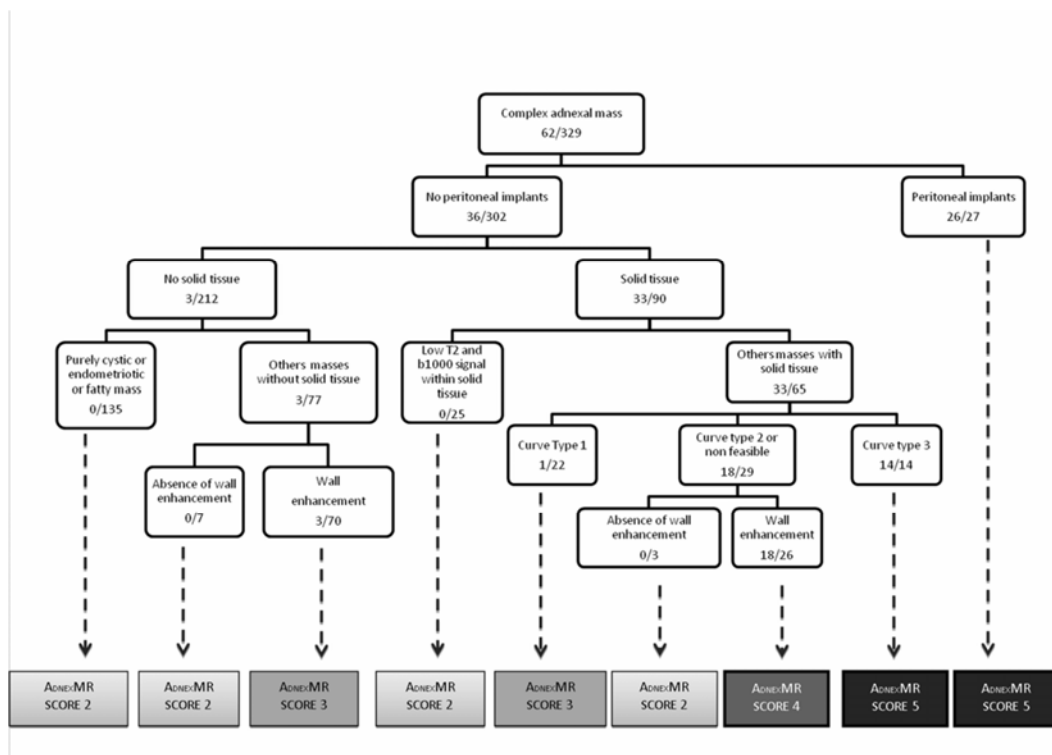 Complex adnexal mass
62/329
No peritoneal implants
36/302
Peritoneal implants
26/27
No solid tissue
3/212
Solid tissue
33/90
Purely cystic or
endometriotic
or fatty mass
0/135
Others masses
without solid tissue
3/77
Low T2 and
b1000 signal
within solid
tissue
0/25
Others masses with
solid tissue
33/65
Curve Type 1
1/22
Curve type 2 or
non feasible
18/29
Curve type 3
14/14
Absence of wall
enhancement
0/7
Wall
enhancement
3/70
Absence of wall
enhancement
0/3
Wall
enhancement
18/26
ADNEXMR
SCORE 2
ADNEXMR
SCORE 2
ADNEXMR
SCORE 3
ADNEXMR
SCORE 2
ADNEXMR
SCORE 3
ADNEXMR
SCORE 2
ADNEXMR
SCORE 4
ADNEXMR
SCORE 5
ADNEXMR
SCORE 5